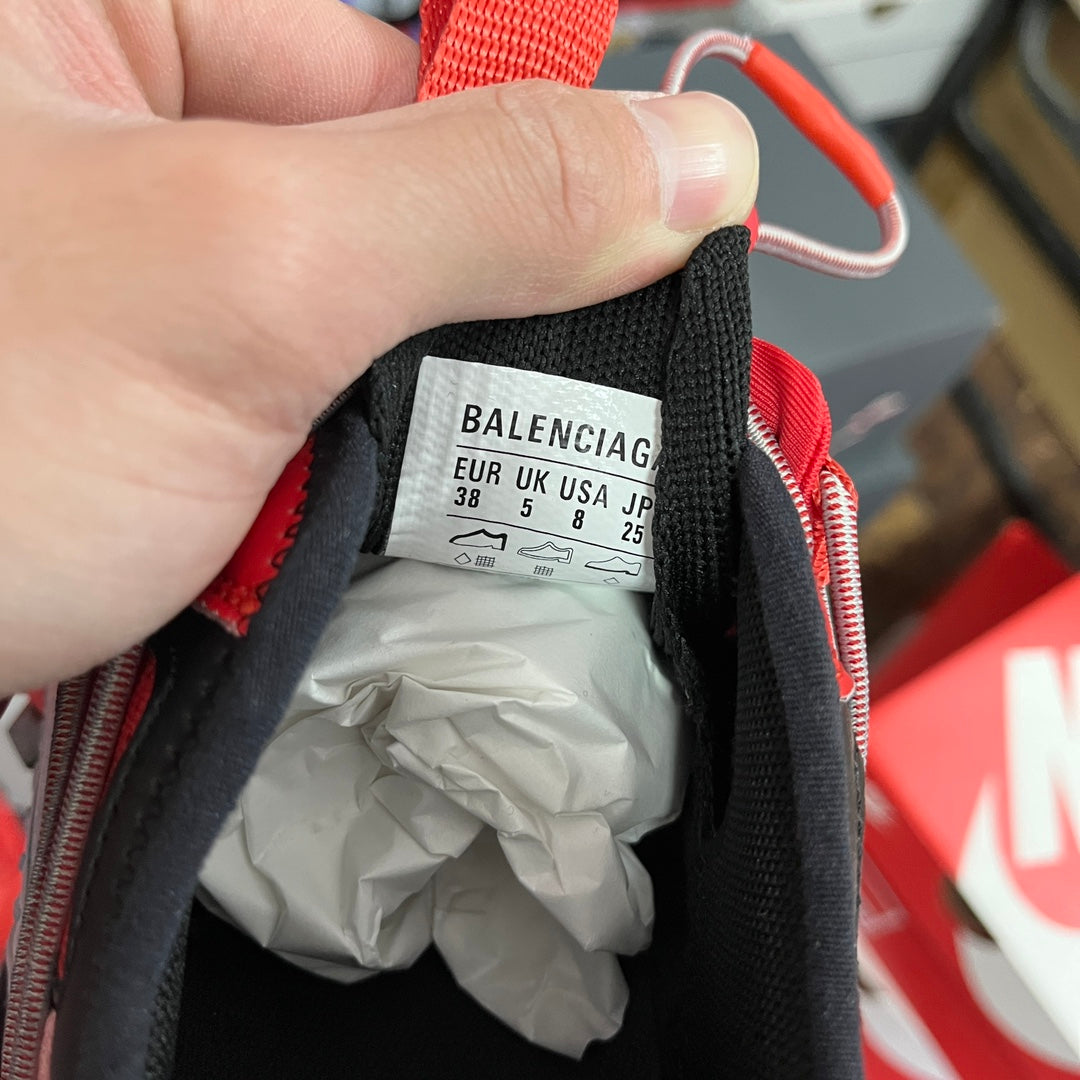 BALENCIAGA
EUR UK USA JP
38 5 8 25
N